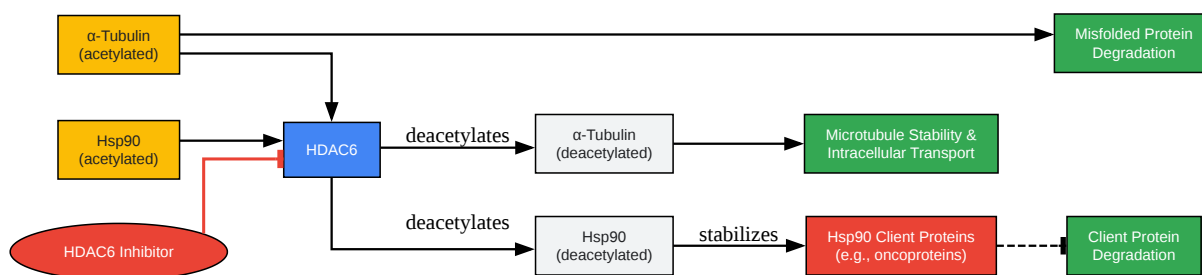 α-Tubulin
(acetylated)
Misfolded Protein
Degradation
Hsp90
(acetylated)
HDAC6
deacetylates
α-Tubulin
(deacetylated)
Microtubule Stability &
Intracellular Transport
HDAC6 Inhibitor
deacetylates
Hsp90
(deacetylated)
stabilizes
Hsp90 Client Proteins
(e.g., oncoproteins)
Client Protein
Degradation